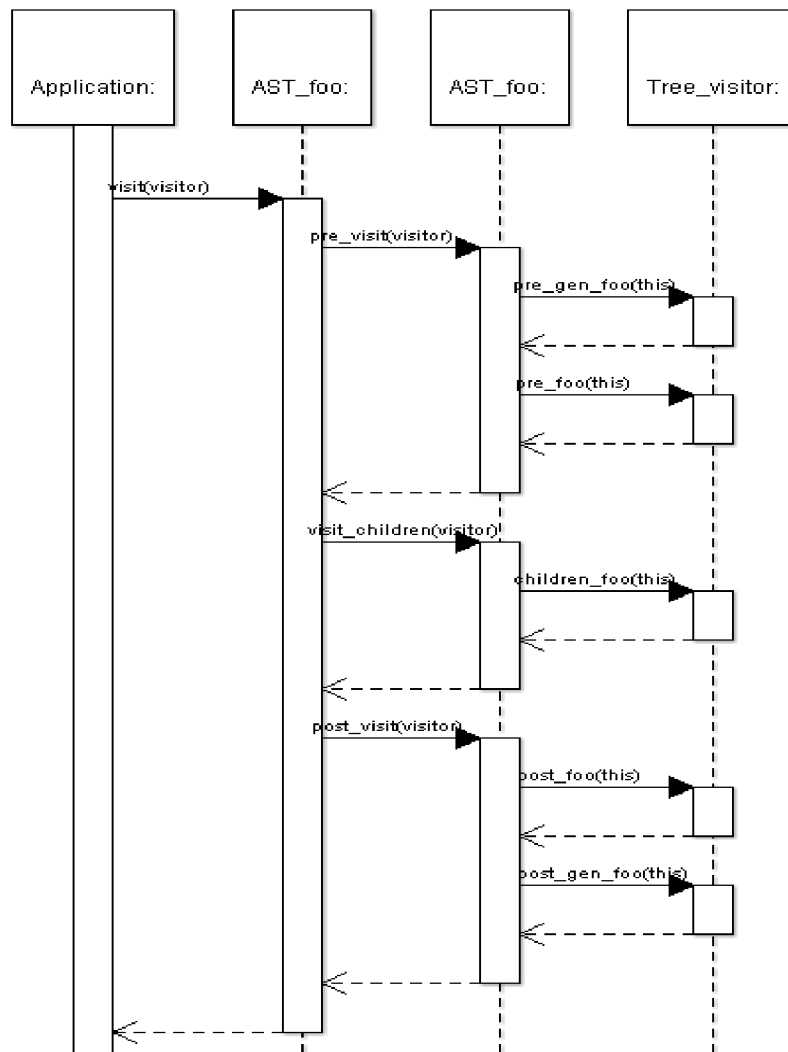 Application:
AST_foo:
AST_foo:
Tree_visitor:
visit(visitor)
pre_visit(visitor)
pre_gen_foo(this)
pre_foo(this)
visit_children(visitor)
children_foo(this)
post_visit(visitor)
post_foo(this)
post_gen_foo(this)